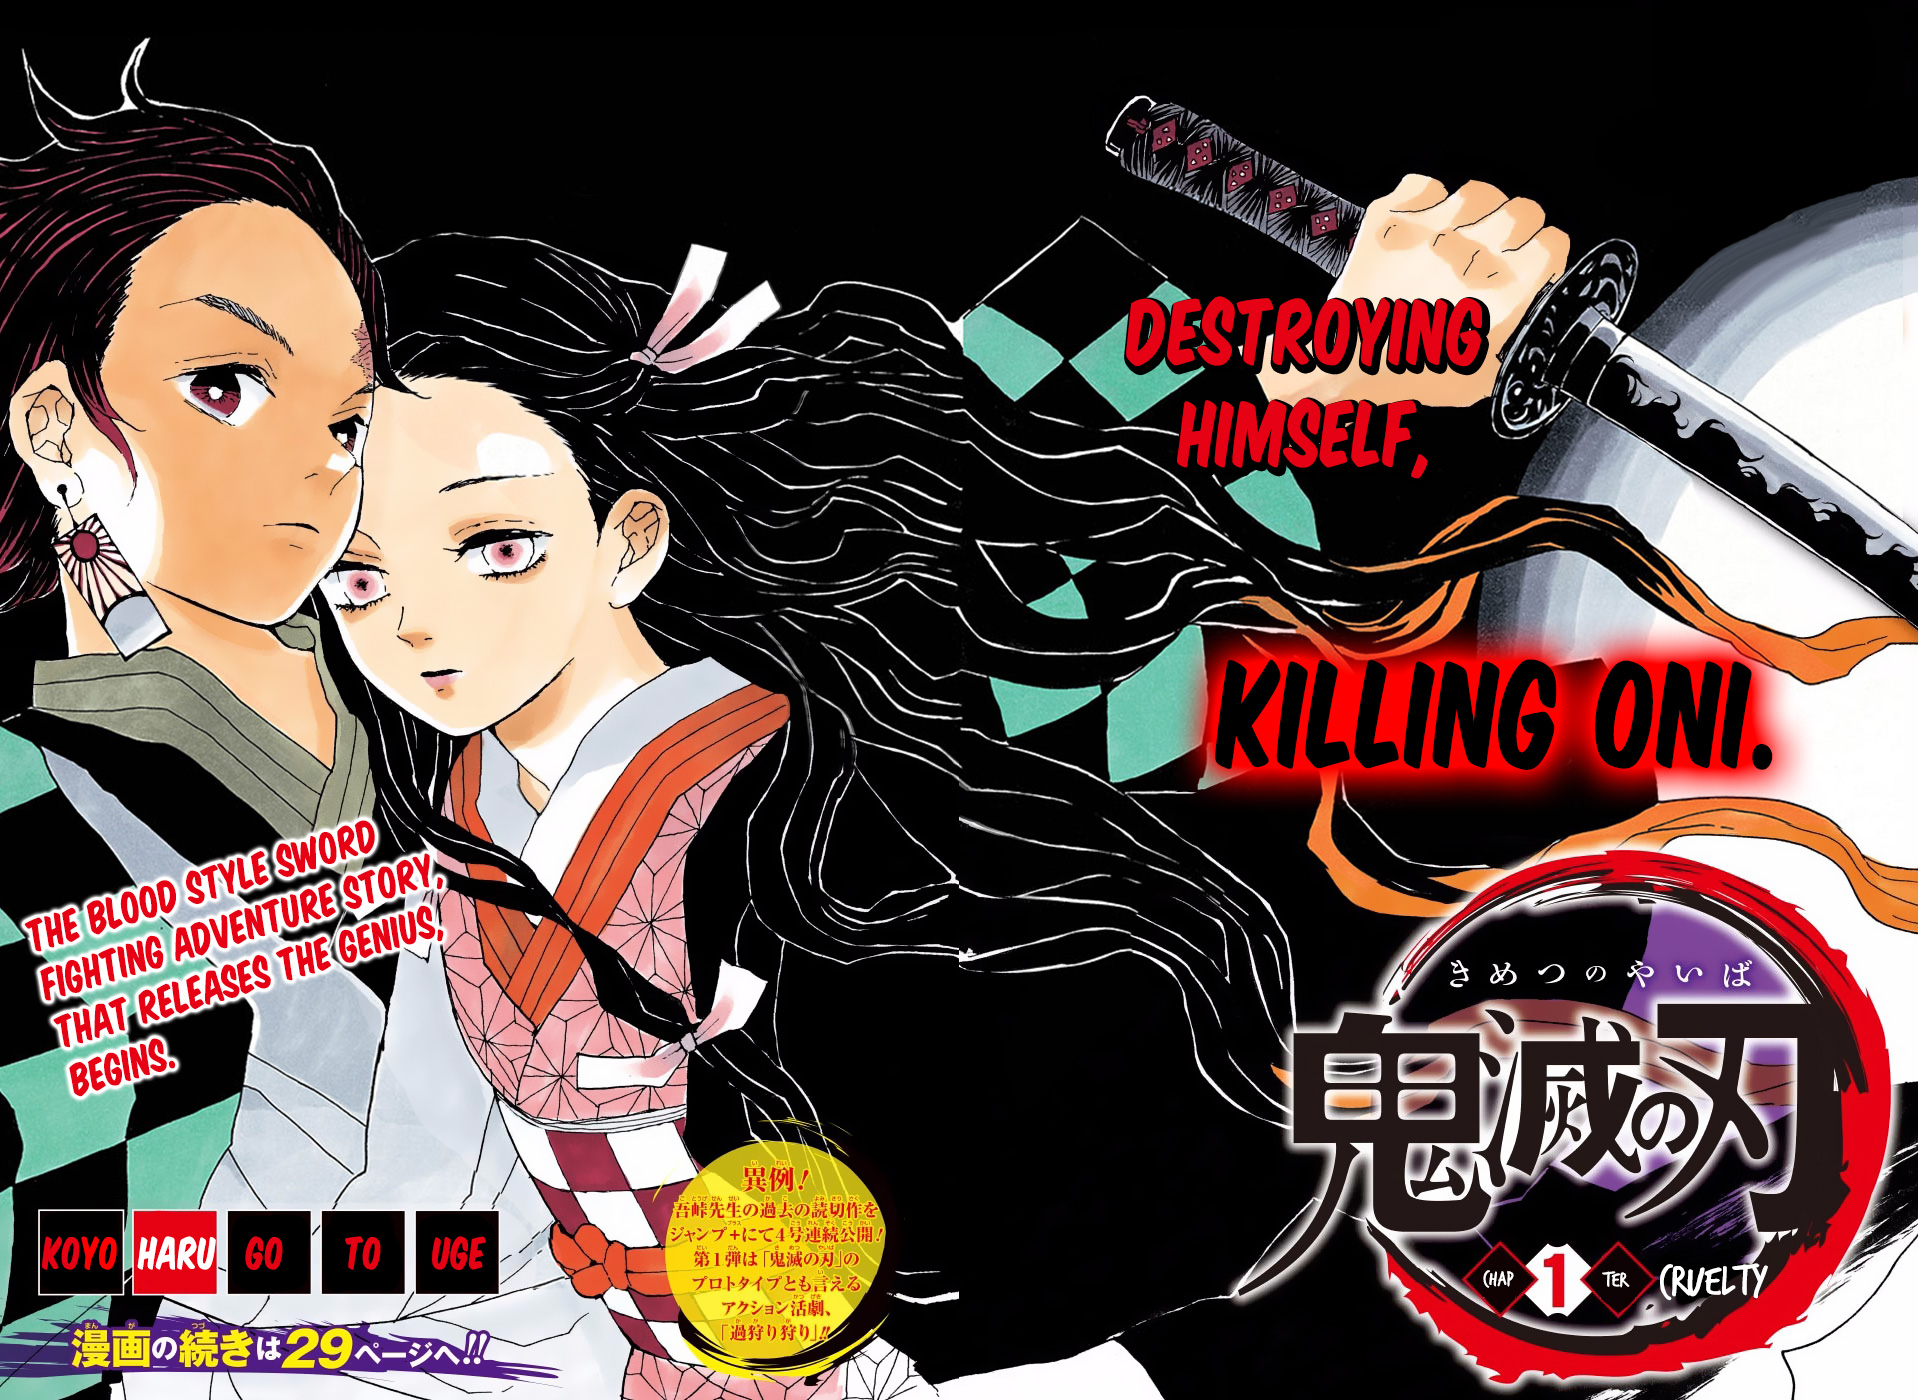 DESTROYING
HIMSELF,
KILLING ONI.
THE BLOOD STYLE SWORD
FIGHTING ADVENTURE STORY,
THAT RELEASES THE GENIUS,
BEGINS.
きめつのやいば
鬼滅の刃
CHAP 1 TER CRUELTY
KOYO HARU GO TO UGE
異例!
吾峠先生の過去の読切作を
ジャンプ+にて4号連続公開!
第1弾は「鬼滅の刃」の
プロトタイプとも言える
アクション活劇、
「過狩り狩り」!!
漫画の続きは29ページへ!!